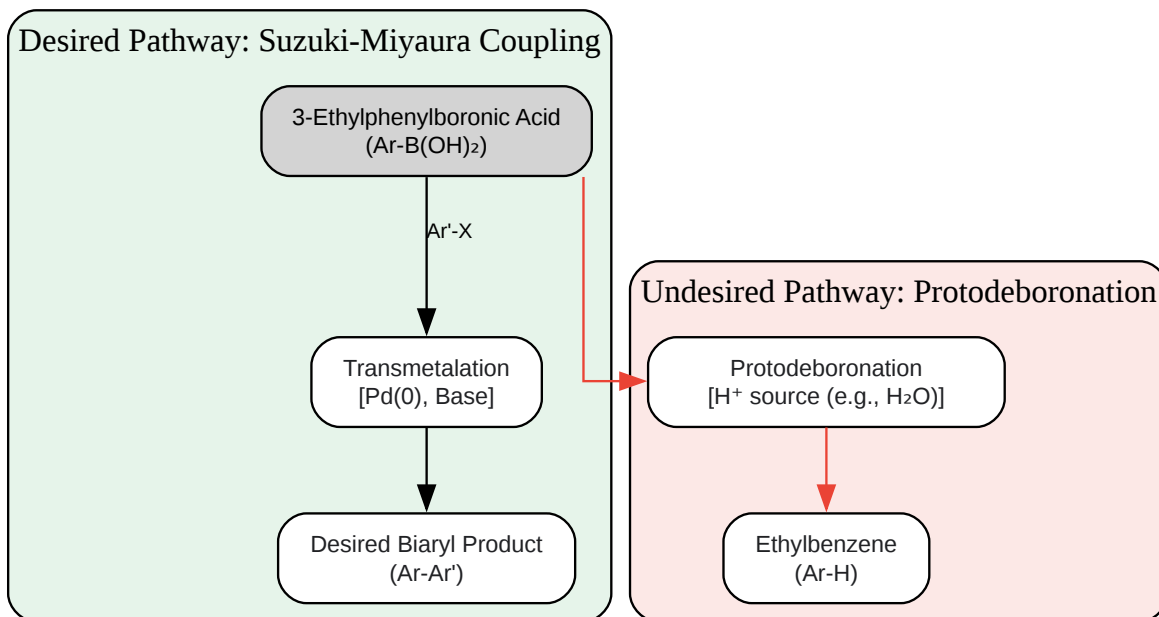 Desired Pathway: Suzuki-Miyaura Coupling
3-Ethylphenylboronic Acid
(Ar-B(OH)₂)
Ar'-X
Transmetalation
[Pd(0), Base]
Desired Biaryl Product
(Ar-Ar')
Undesired Pathway: Protodeboronation
Protodeboronation
[H⁺ source (e.g., H₂O)]
Ethylbenzene
(Ar-H)